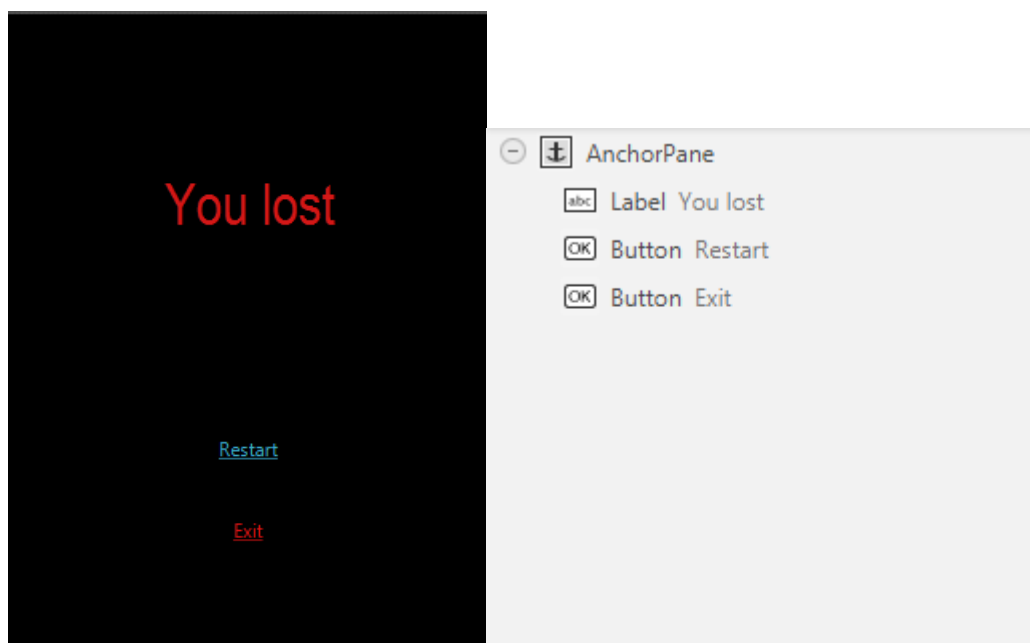 You lost
Restart
Exit
AnchorPane
abc Label You lost
OK Button Restart
OK Button Exit